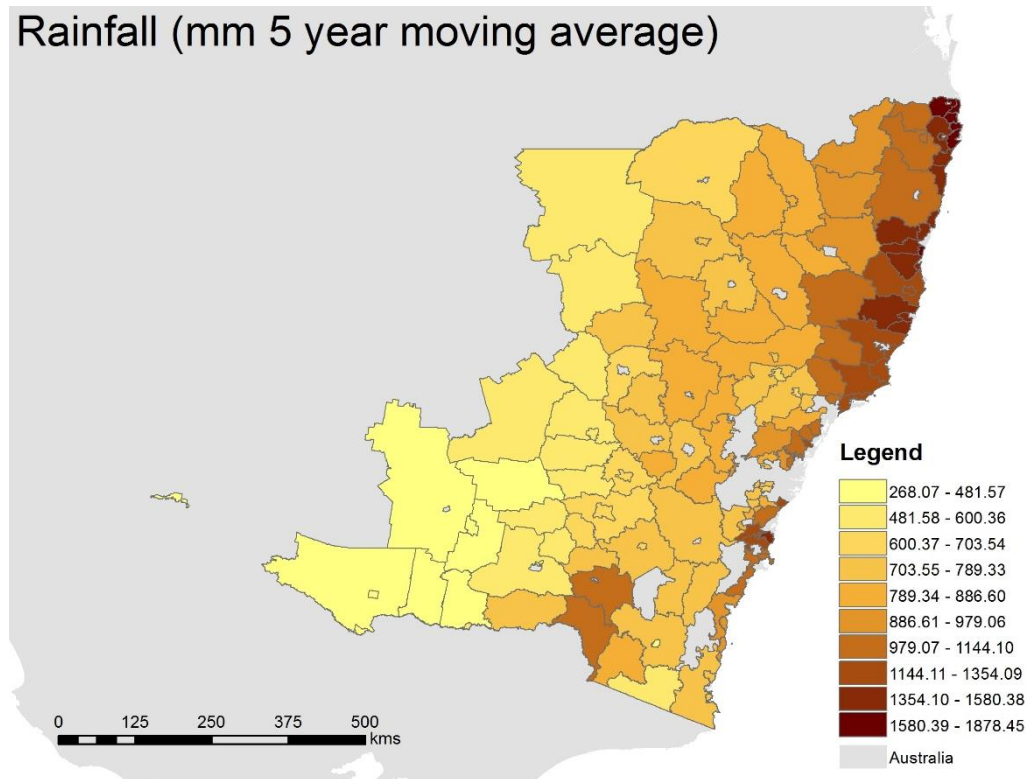 Rainfall (mm 5 year moving average)
Legend
268.07 - 481.57
481.58 - 600.36
600.37 - 703.54
703.55 - 789.33
789.34 - 886.60
886.61 - 979.06
979.07 - 1144.10
1144.11 - 1354.09
1354.10 - 1580.38
1580.39 - 1878.45
Australia
0 125 250 375 500
kms